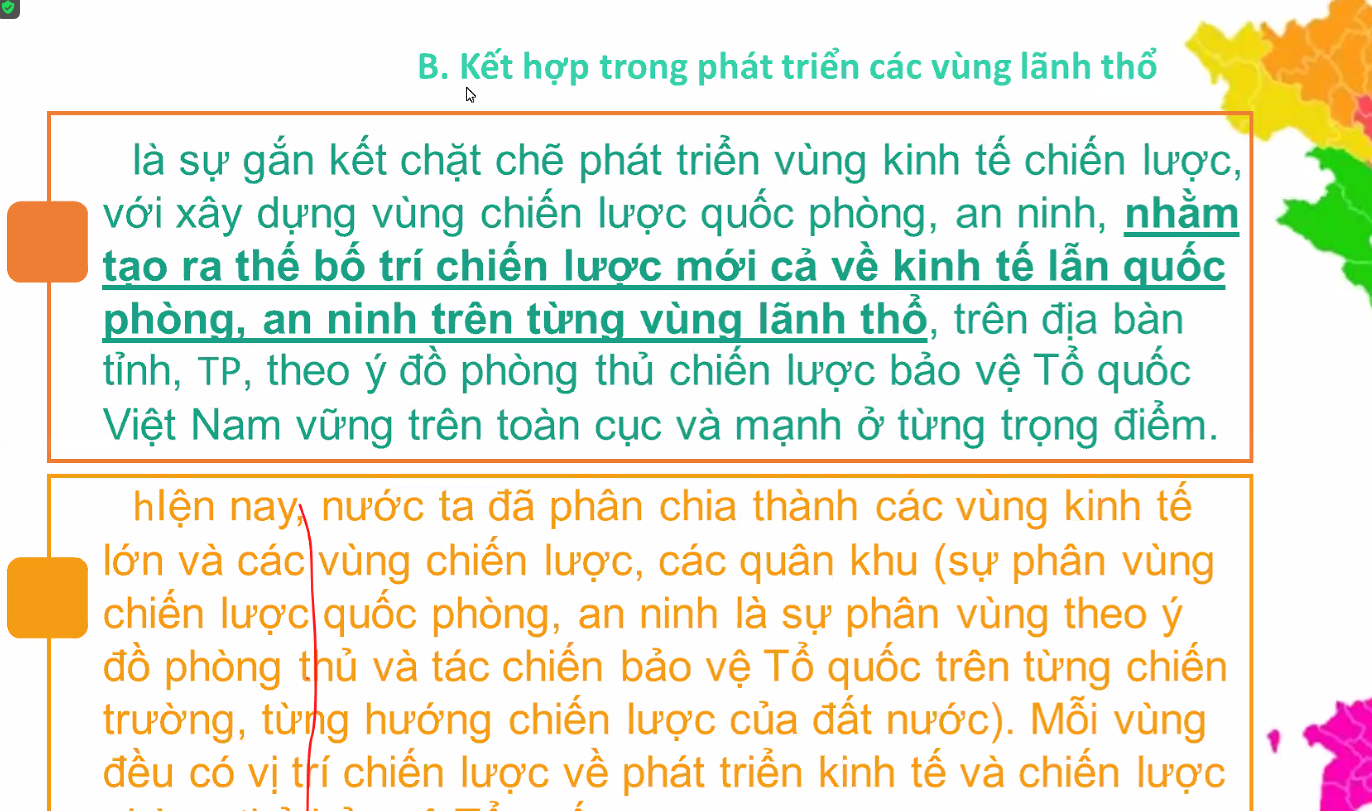 B. Kết hợp trong phát triển các vùng lãnh thổ
là sự gắn kết chặt chẽ phát triển vùng kinh tế chiến lược,
với xây dựng vùng chiến lược quốc phòng, an ninh, nhằm
tạo ra thế bố trí chiến lược mới cả về kinh tế lẫn quốc
phòng, an ninh trên từng vùng lãnh thổ, trên địa bàn
tỉnh, TP, theo ý đồ phòng thủ chiến lược bảo vệ Tổ quốc
Việt Nam vững trên toàn cục và mạnh ở từng trọng điểm.
hIện nay, nước ta đã phân chia thành các vùng kinh tế
lớn và các vùng chiến lược, các quân khu (sự phân vùng
chiến lược quốc phòng, an ninh là sự phân vùng theo ý
đồ phòng thủ và tác chiến bảo vệ Tổ quốc trên từng chiến
trường, từng hướng chiến lược của đất nước). Mỗi vùng
đều có vị trí chiến lược về phát triển kinh tế và chiến lược